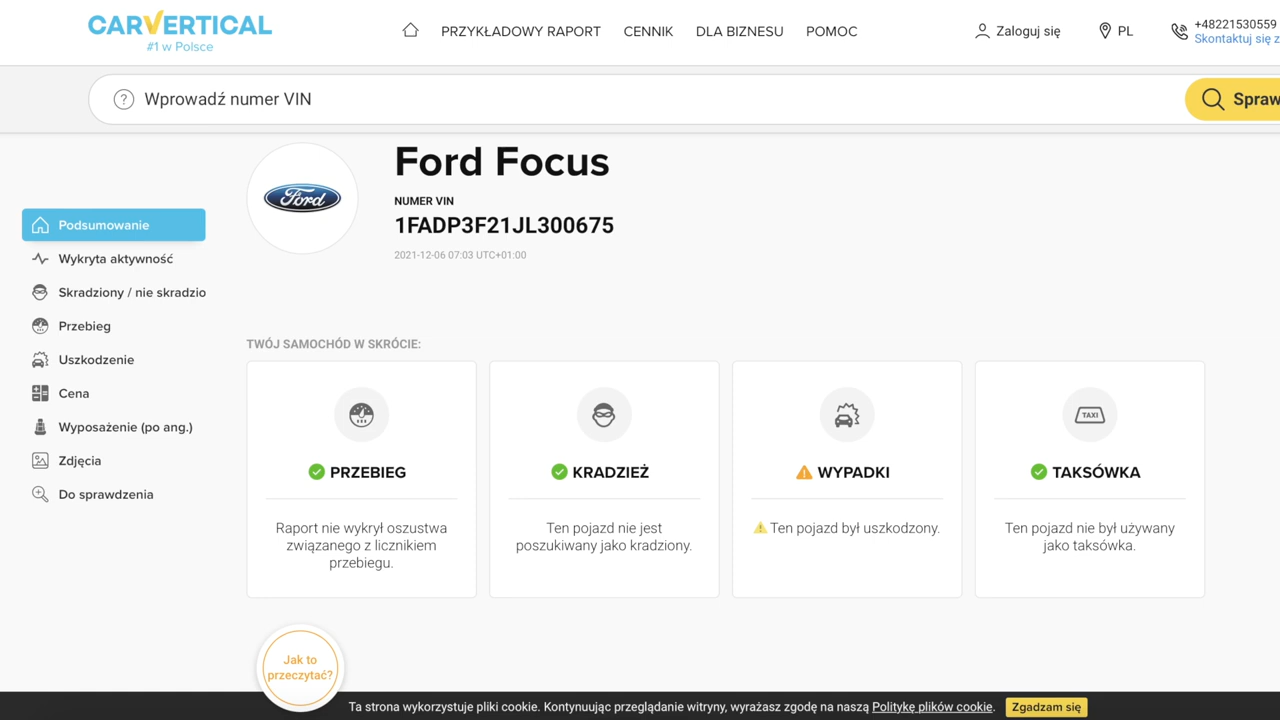 CARVERTICAL
#1 w Polsce
PRZYKŁADOWY RAPORT
CENNIK
DLA BIZNESU
POMOC
Zaloguj się
PL
+48221530559
Skontaktuj się z
? Wprowadź numer VIN
Spraw
Ford
Ford Focus
NUMER VIN
1FADP3F21JL300675
2021-12-06 07:03 UTC+01:00
Podsumowanie
Wykryta aktywność
Skradziony / nie skradzio
Przebieg
Uszkodzenie
Cena
Wyposażenie (po ang.)
Zdjęcia
Do sprawdzenia
TWÓJ SAMOCHÓD W SKRÓCIE:
PRZEBIEG
Raport nie wykrył oszustwa
związanego z licznikiem
przebiegu.
KRADZIEŻ
Ten pojazd nie jest
poszukiwany jako kradziony.
WYPADKI
Ten pojazd był uszkodzony.
TAXI
TAKSÓWKA
Ten pojazd nie był używany
jako taksówka.
Jak to
przeczytać?
Ta strona wykorzystuje pliki cookie. Kontynuując przeglądanie witryny, wyrażasz zgodę na naszą Politykę plików cookie.
Zgadzam się